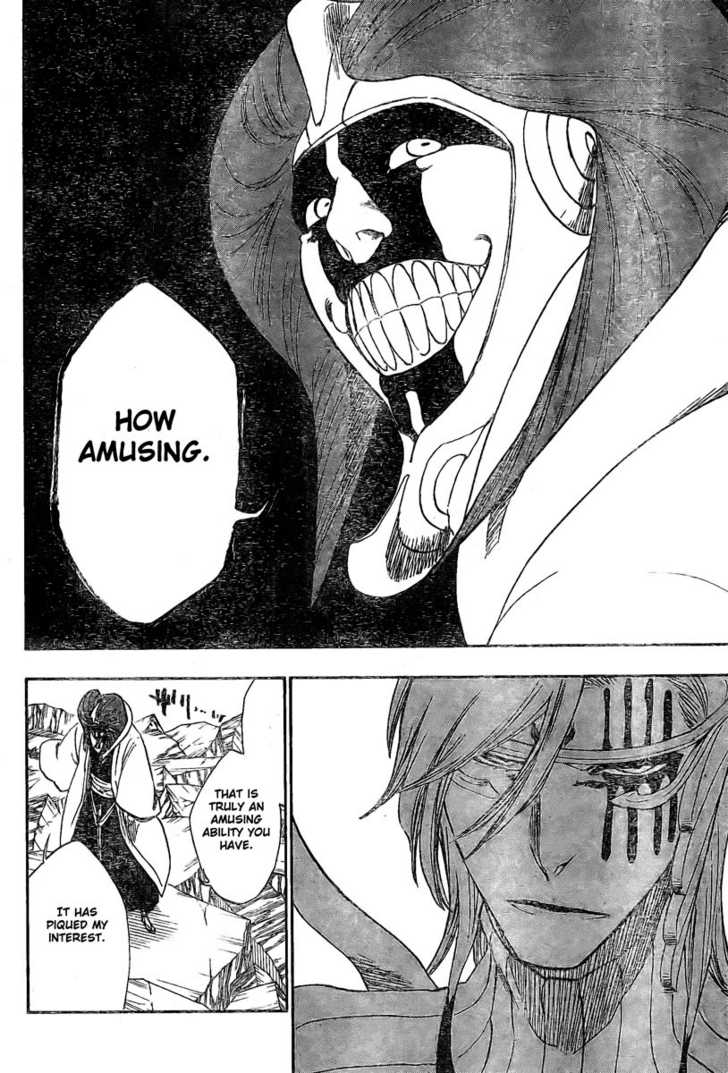 HOW
AMUSING.
THAT IS
TRULY AN
AMUSING
ABILITY YOU
HAVE.
IT HAS
PIQUED MY
INTEREST.